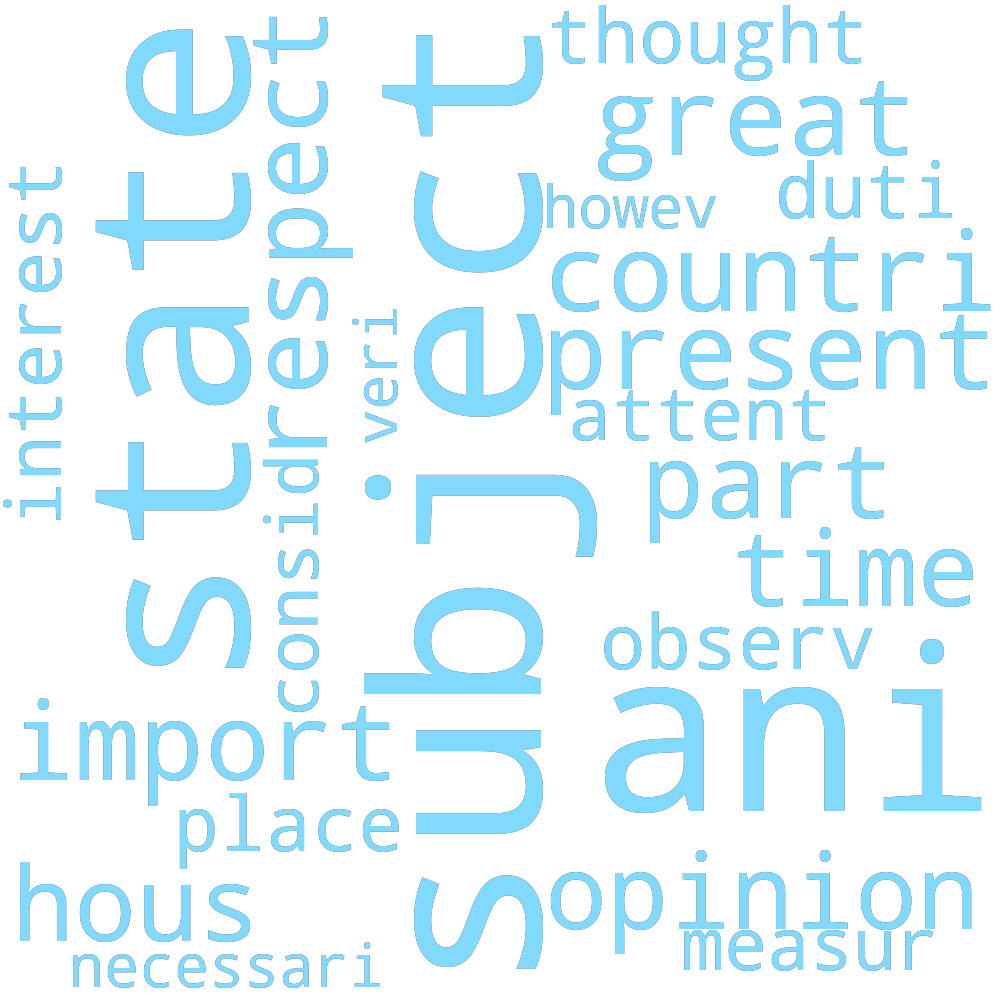 thought
great
howev
duti
countri
present
attent
part
time
observ
ani
opinion
measur
interest
state
respect
consid
veri
subject
import
place
hous
necessari